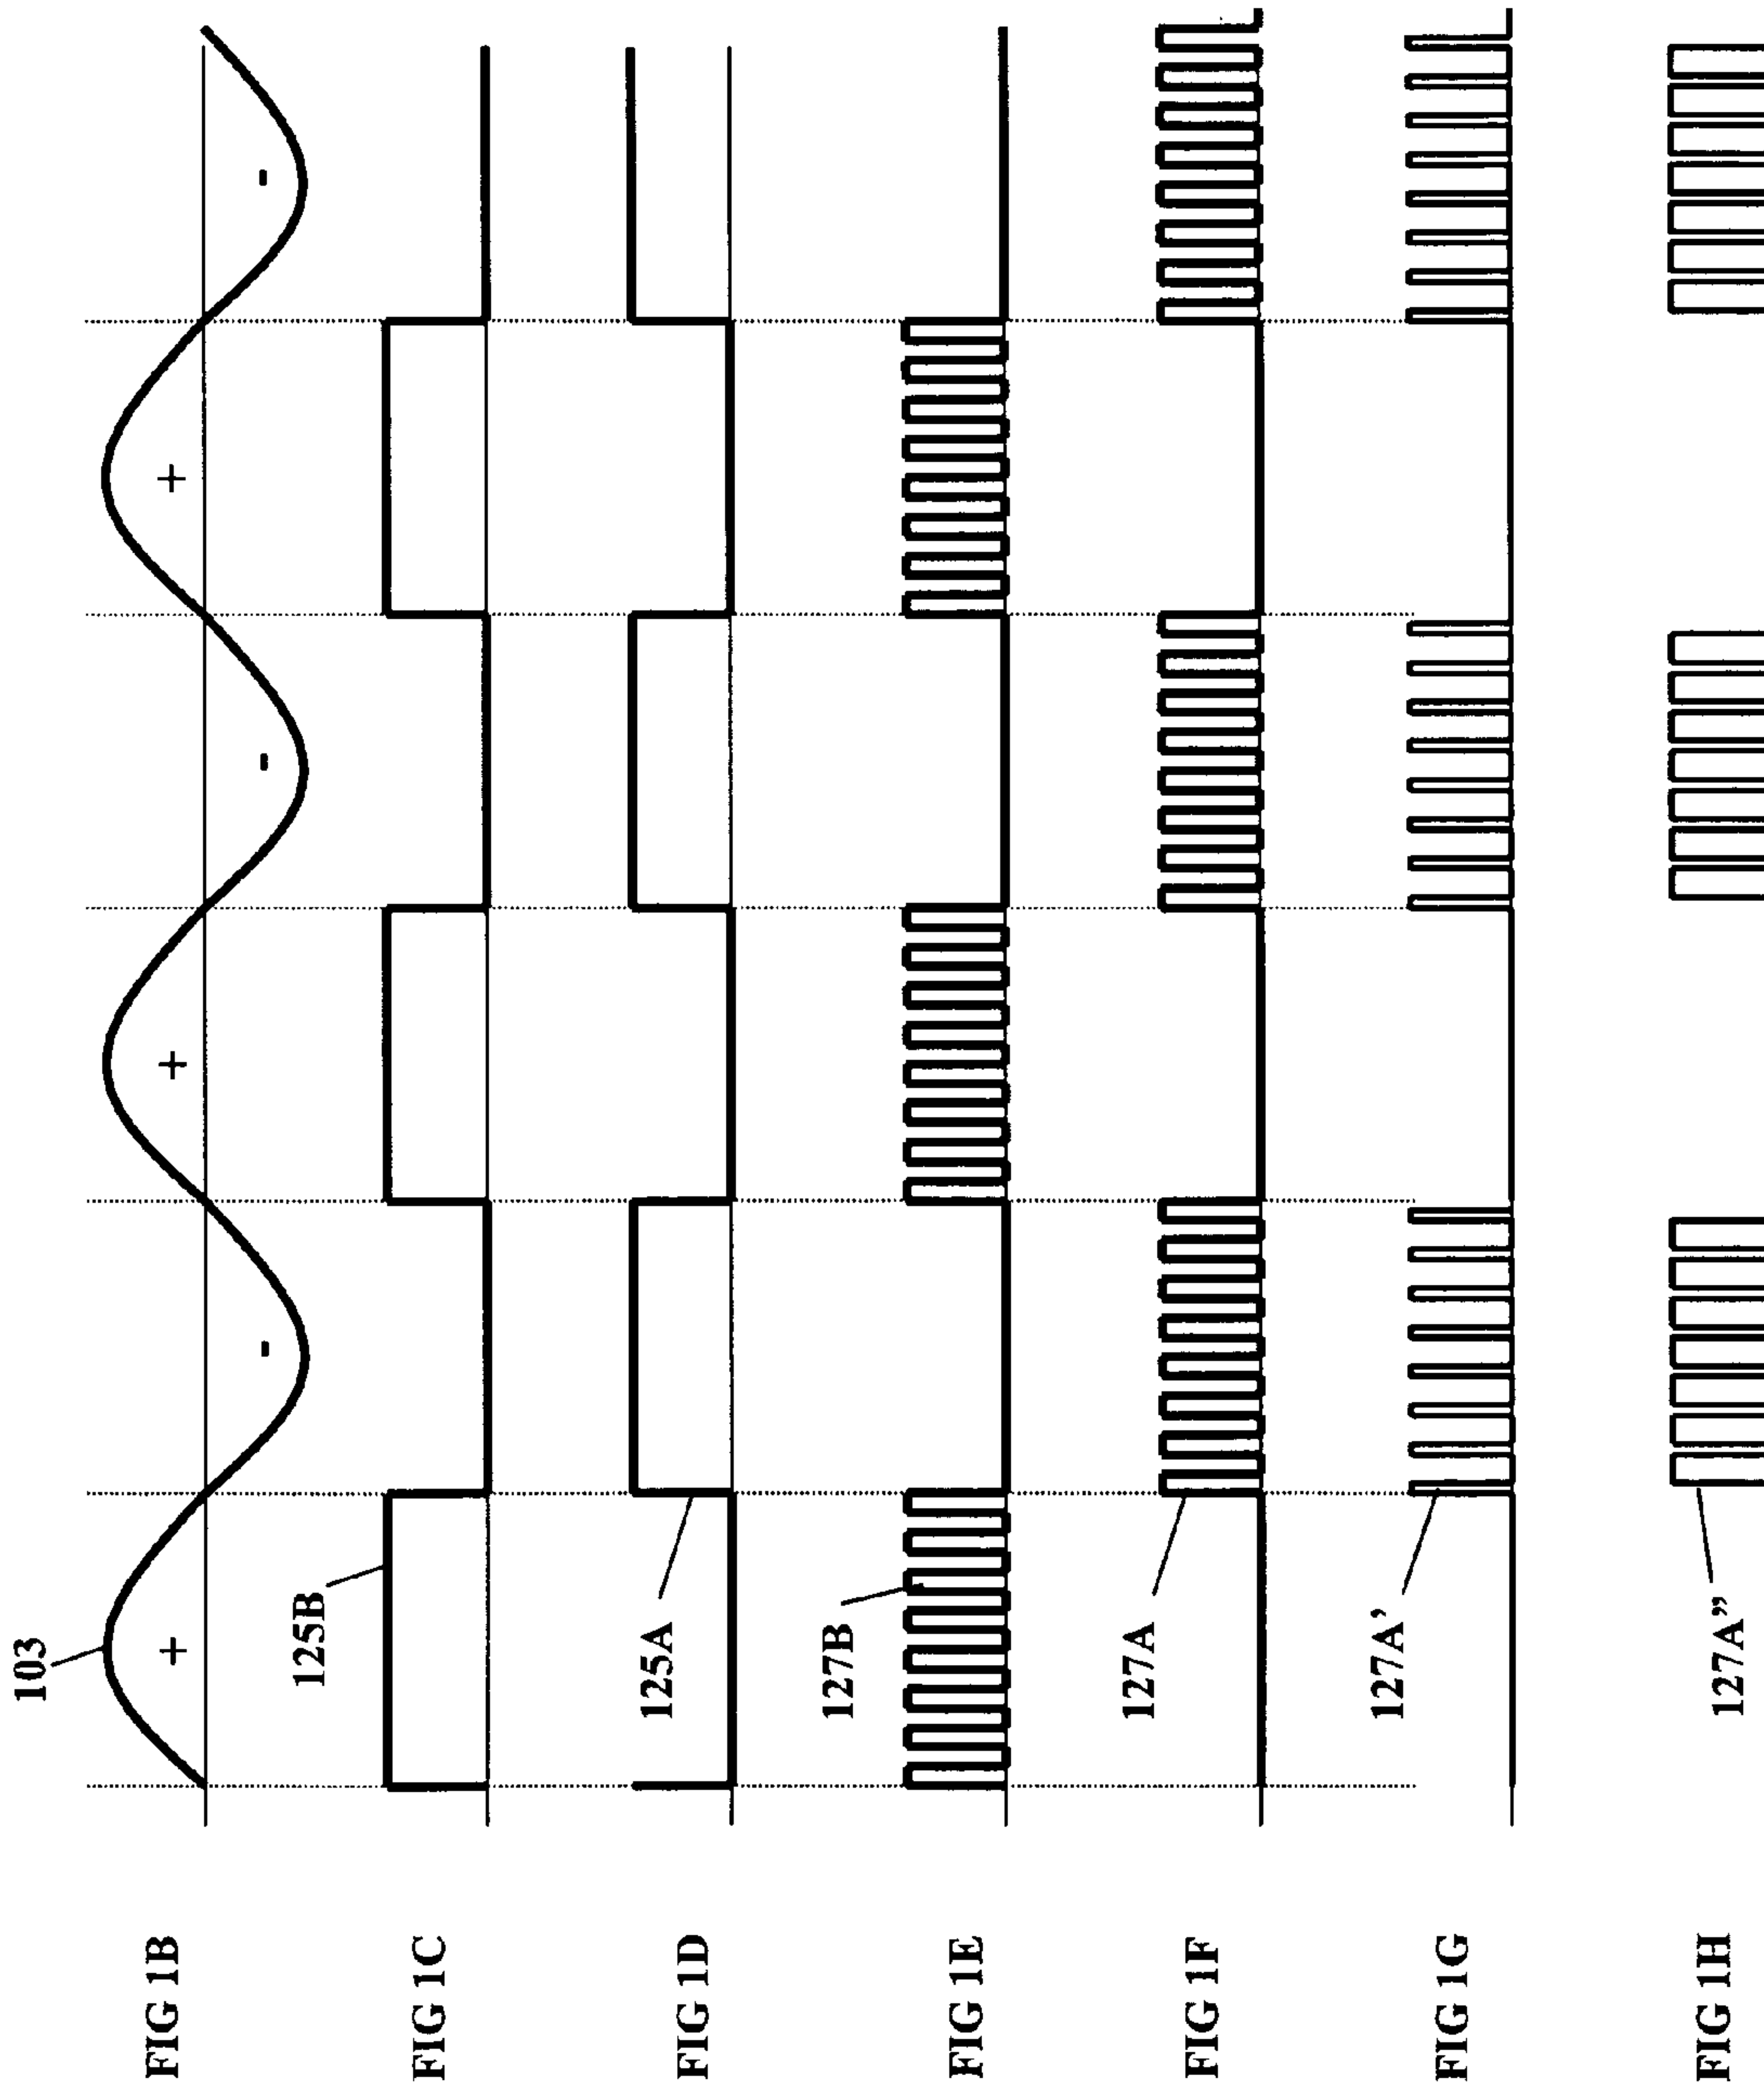 103
+
-
+
-
+
-
FIG 1B
125B
FIG 1C
125A
FIG 1D
127B
FIG 1E
127A
FIG 1F
127A'
FIG 1G
127A”
FIG 1H